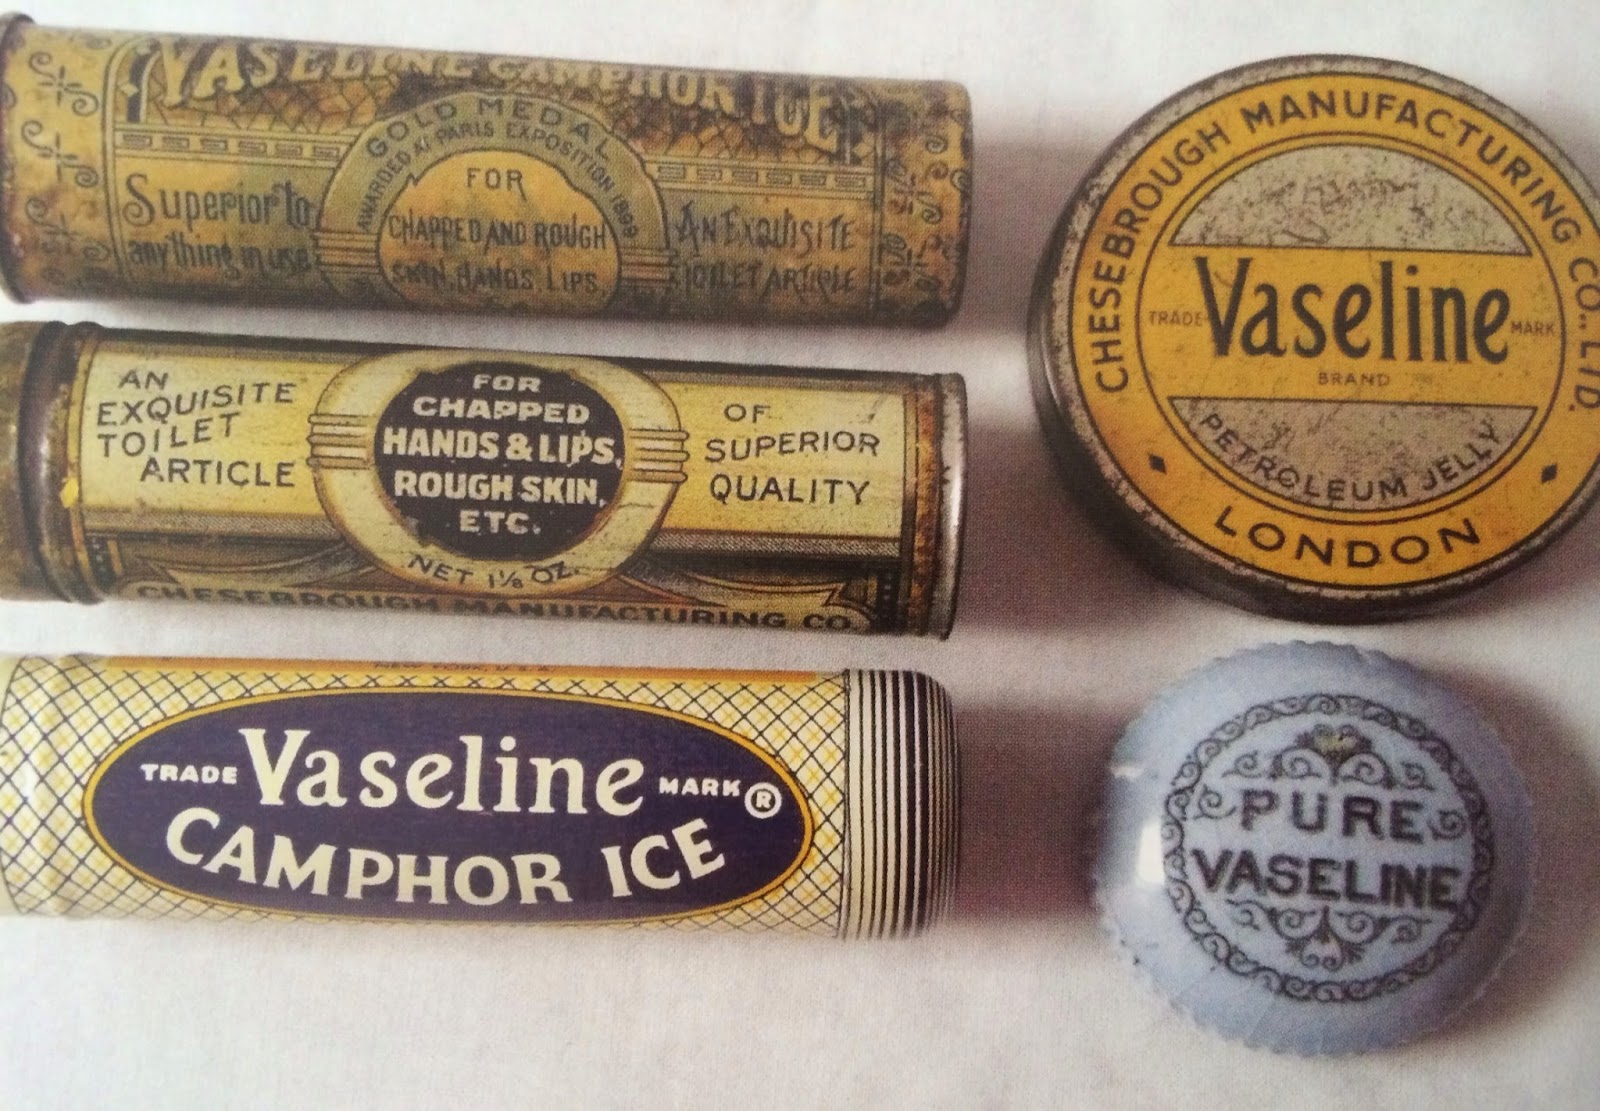 VASELINE CAMPHOR ICE
GOLD MEDAL
AWARDED AT PARIS EXPOSITION 1899
Superior to
anything in use
FOR
CHAPPED AND ROUGH
SKIN, HANDS, LIPS.
AN EXQUISITE
TOILET ARTICLE
AN
EXQUISITE
TOILET
ARTICLE
FOR
CHAPPED
HANDS & LIPS,
ROUGH SKIN,
ETC.
NET 1⅛ OZ.
OF
SUPERIOR
QUALITY
CHESEBROUGH MANUFACTURING CO.
NEW YORK, U.S.A.
TRADE Vaseline MARK ®
CAMPHOR ICE
CHESEBROUGH MANUFACTURING CO., LTD.
TRADE Vaseline MARK
BRAND
PETROLEUM JELLY
LONDON
PURE
VASELINE